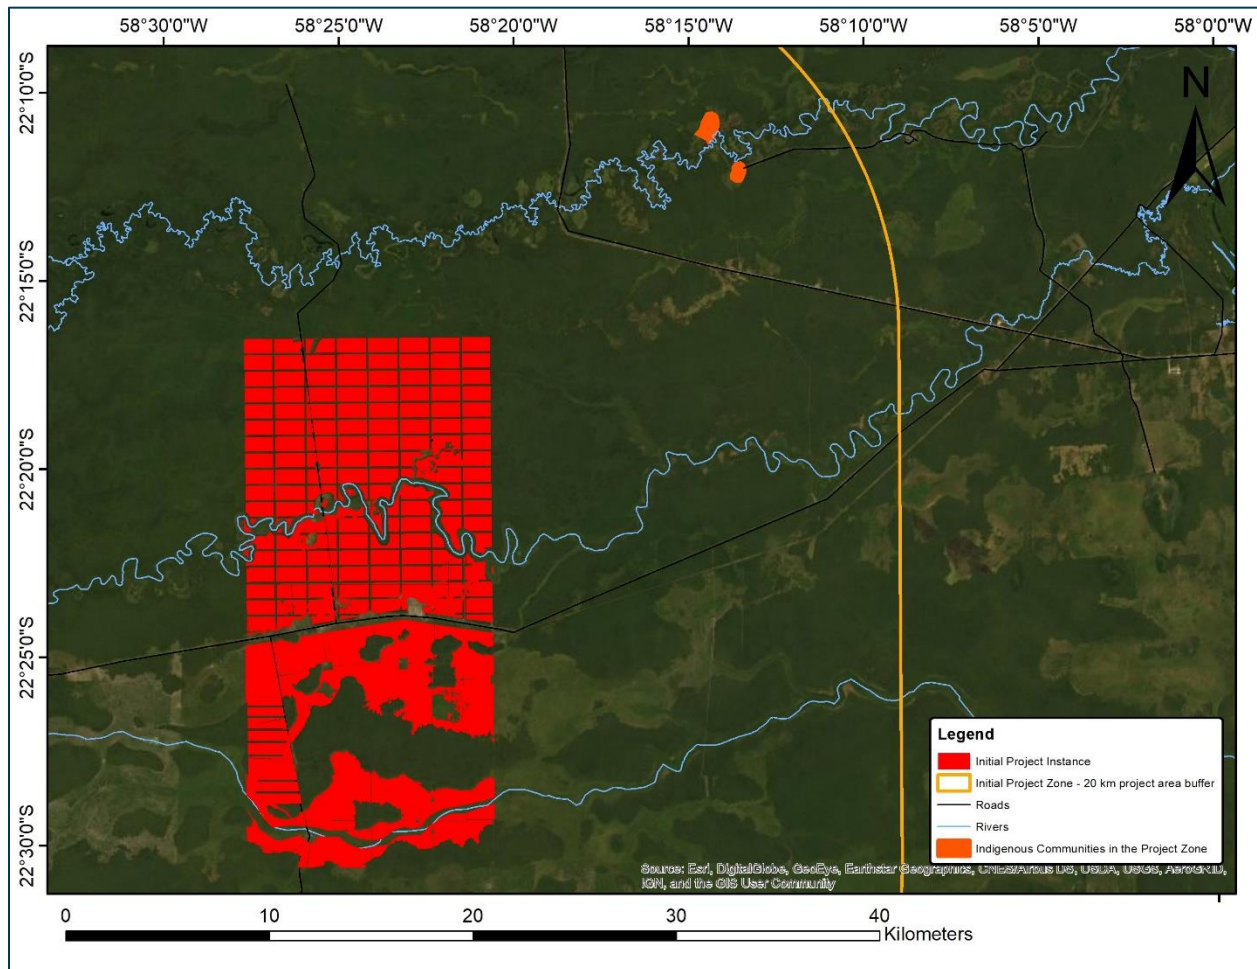 58°30'0"W
58°25'0"W
58°20'0"W
58°15'0"W
58°10'0"W
58°5'0"W
58°0'0"W
22°10'0"S
22°15'0"S
22°20'0"S
22°25'0"S
22°30'0"S
N
Legend
Initial Project Instance
Initial Project Zone - 20 km project area buffer
Roads
Rivers
Indigenous Communities in the Project Zone
Source: Esri, DigitalGlobe, GeoEye, Earthstar Geographics, CNES/Airbus DS, USDA, USGS, AeroGRID,
IGN, and the GIS User Community
0 10 20 30 40
Kilometers